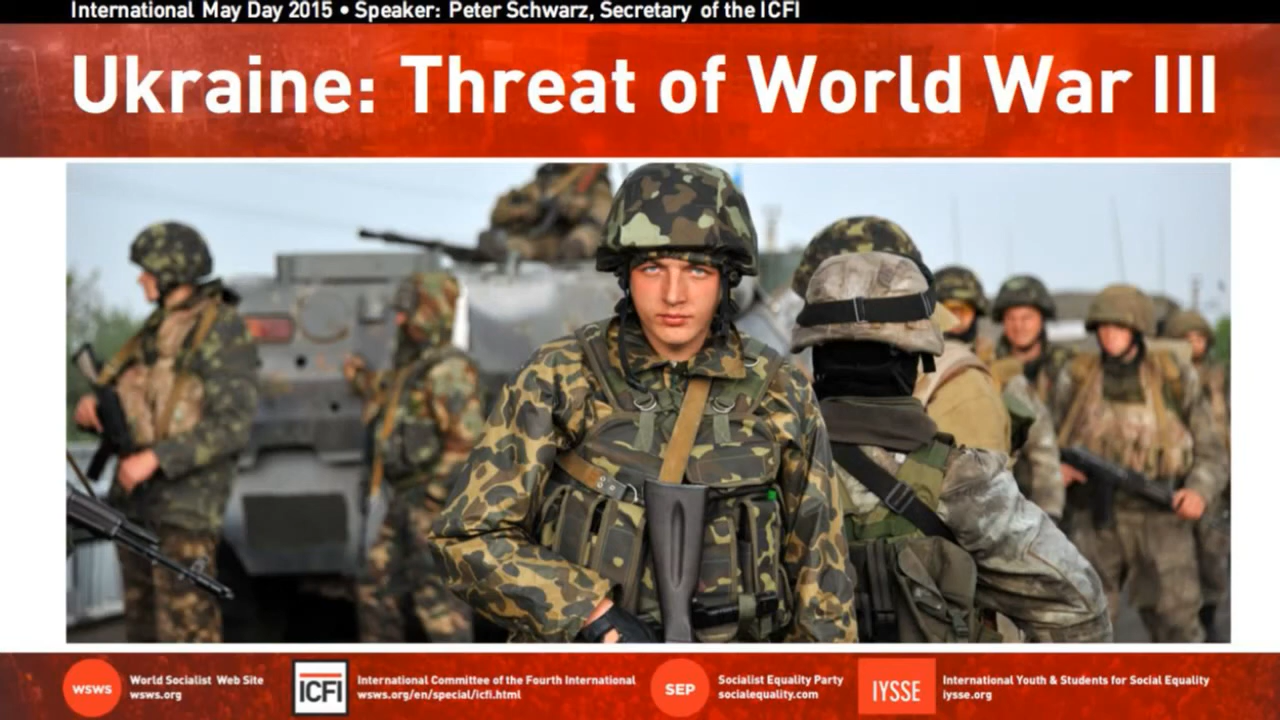 International May Day 2015 • Speaker: Peter Schwarz, Secretary of the ICFI
Ukraine: Threat of World War III
wsws
World Socialist Web Site
wsws.org
ICFI
International Committee of the Fourth International
wsws.org/en/special/icfi.html
SEP
Socialist Equality Party
socialequality.com
IYSSE
International Youth & Students for Social Equality
iysse.org